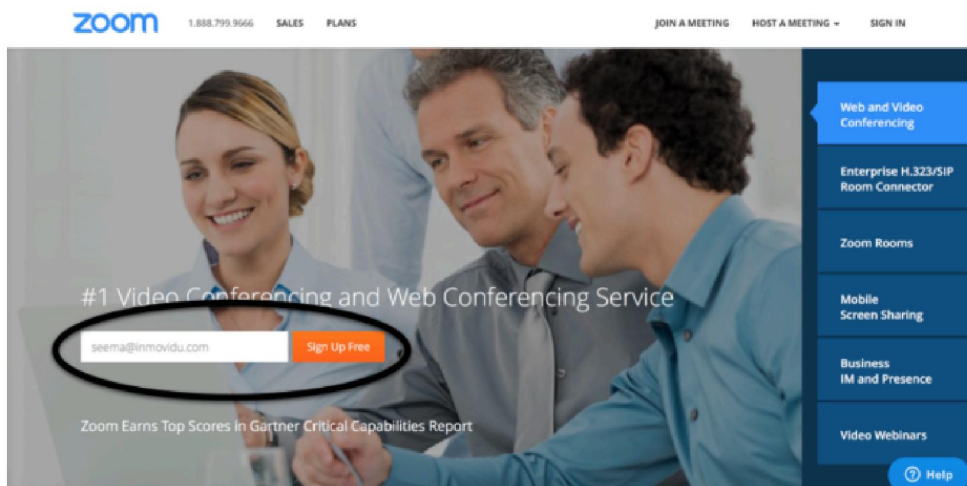 zoom
1.888.799.9666 SALES PLANS
JOIN A MEETING HOST A MEETING SIGN IN
#1 Video Conferencing and Web Conferencing Service
seema@inmovidu.com
Sign Up Free
Zoom Earns Top Scores in Gartner Critical Capabilities Report
Web and Video
Conferencing
Enterprise H.323/SIP
Room Connector
Zoom Rooms
Mobile
Screen Sharing
Business
IM and Presence
Video Webinars
Help